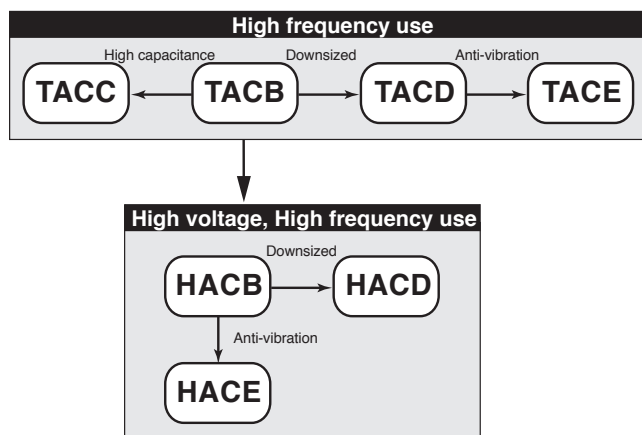 High frequency use
High capacitance Downsized Anti-vibration
TACC TACB TACD TACE
High voltage, High frequency use
Downsized
HACB HACD
Anti-vibration
HACE